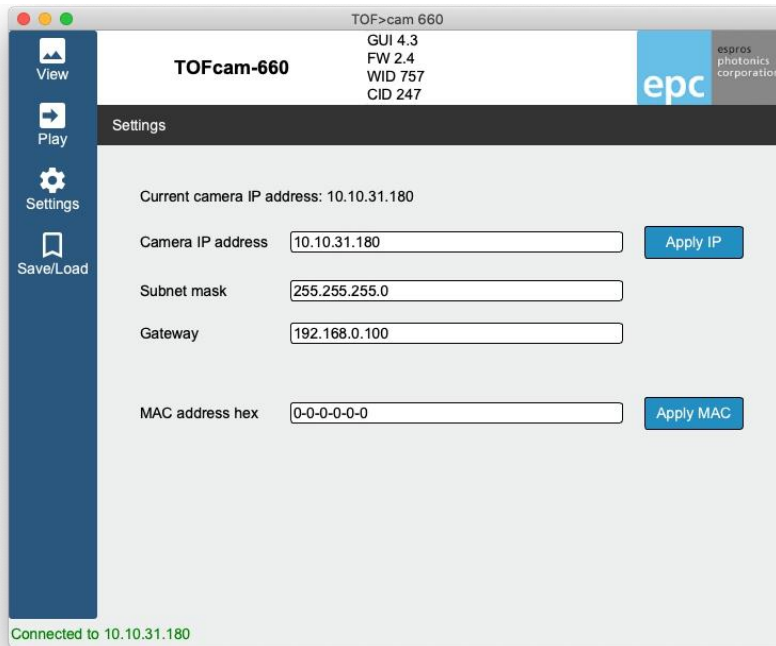 TOF>cam 660
View
Play
Settings
Save/Load
TOFcam-660
GUI 4.3
FW 2.4
WID 757
CID 247
epc
espros
photonics
corporation
Settings
Current camera IP address: 10.10.31.180
Camera IP address 10.10.31.180 Apply IP
Subnet mask 255.255.255.0
Gateway 192.168.0.100
MAC address hex 0-0-0-0-0-0 Apply MAC
Connected to 10.10.31.180